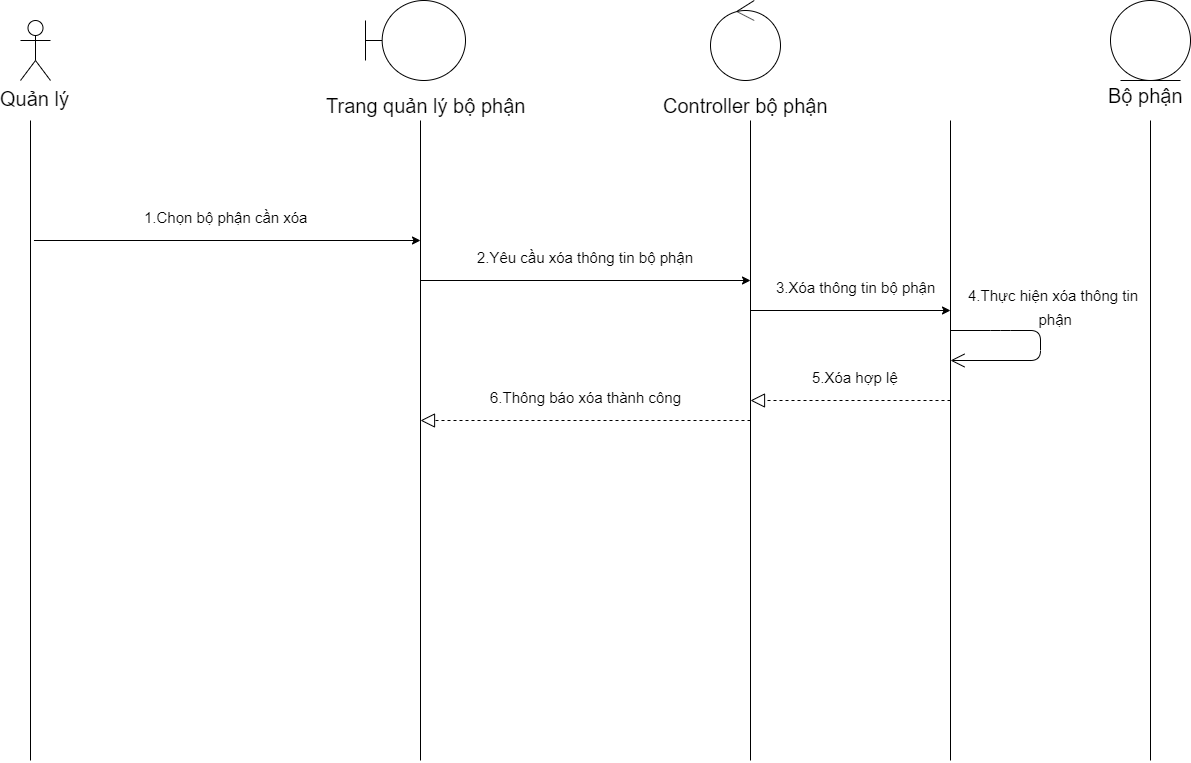 Quản lý
Trang quản lý bộ phận
Controller bộ phận
Bộ phận
1.Chọn bộ phận cần xóa
2.Yêu cầu xóa thông tin bộ phận
3.Xóa thông tin bộ phận
4.Thực hiện xóa thông tin
phận
5.Xóa hợp lệ
6.Thông báo xóa thành công